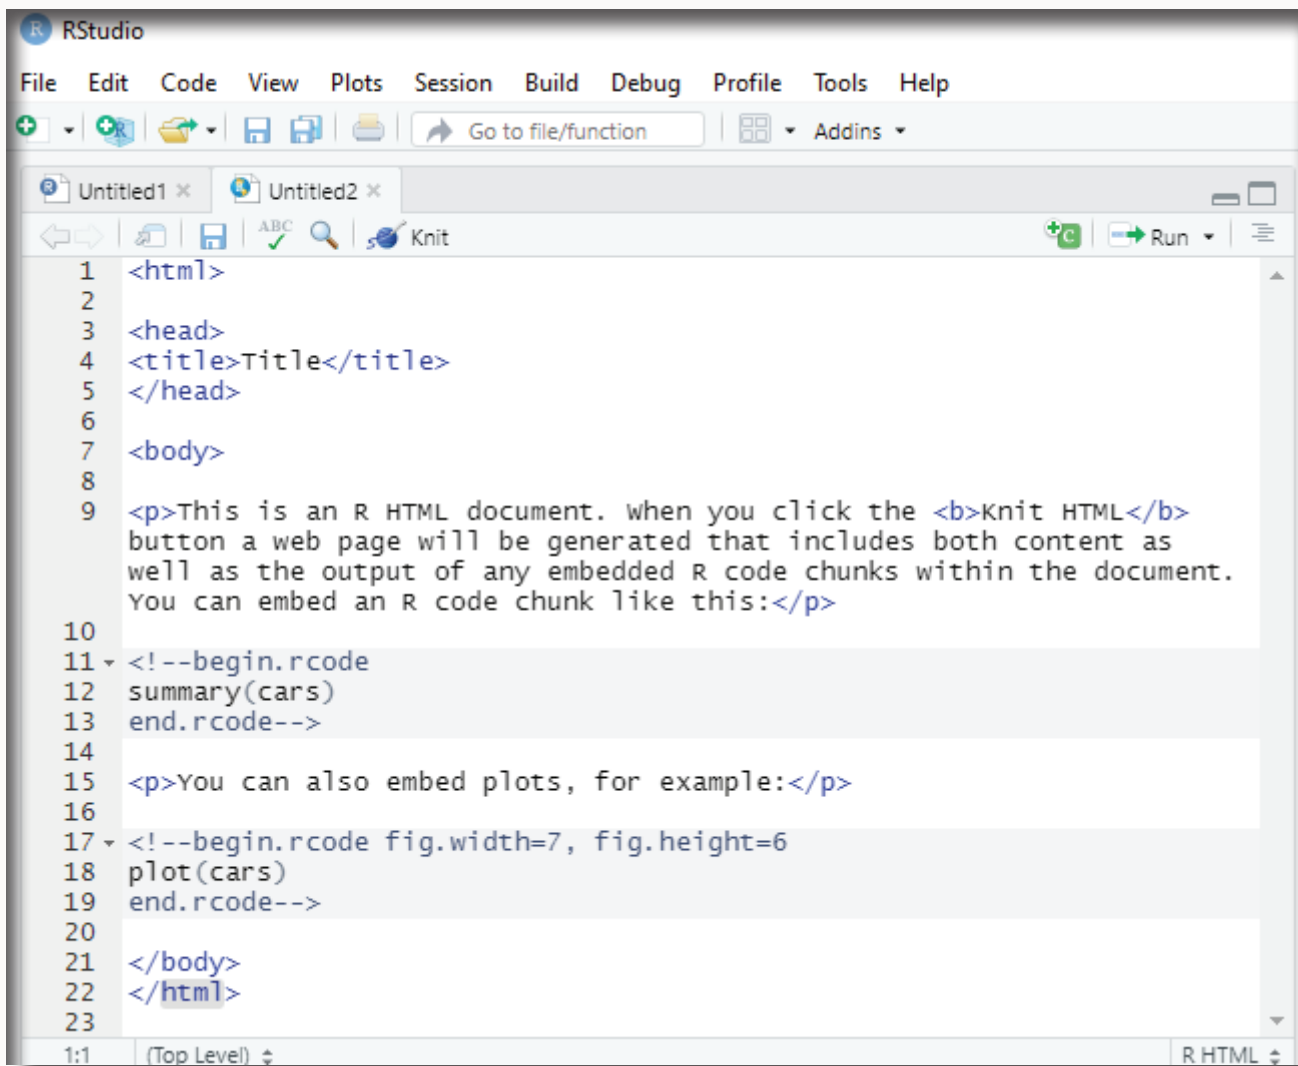 RStudio
File Edit Code View Plots Session Build Debug Profile Tools Help
Go to file/function Addins
Untitled1 Untitled2
ABC Knit Run
1 <html>
2
3 <head>
4 <title>Title</title>
5 </head>
6
7 <body>
8
9 <p>This is an R HTML document. When you click the <b>Knit HTML</b>
button a web page will be generated that includes both content as
well as the output of any embedded R code chunks within the document.
You can embed an R code chunk like this:</p>
10
11 <!--begin.rcode
12 summary(cars)
13 end.rcode-->
14
15 <p>You can also embed plots, for example:</p>
16
17 <!--begin.rcode fig.width=7, fig.height=6
18 plot(cars)
19 end.rcode-->
20
21 </body>
22 </html>
23
1:1 (Top Level) R HTML